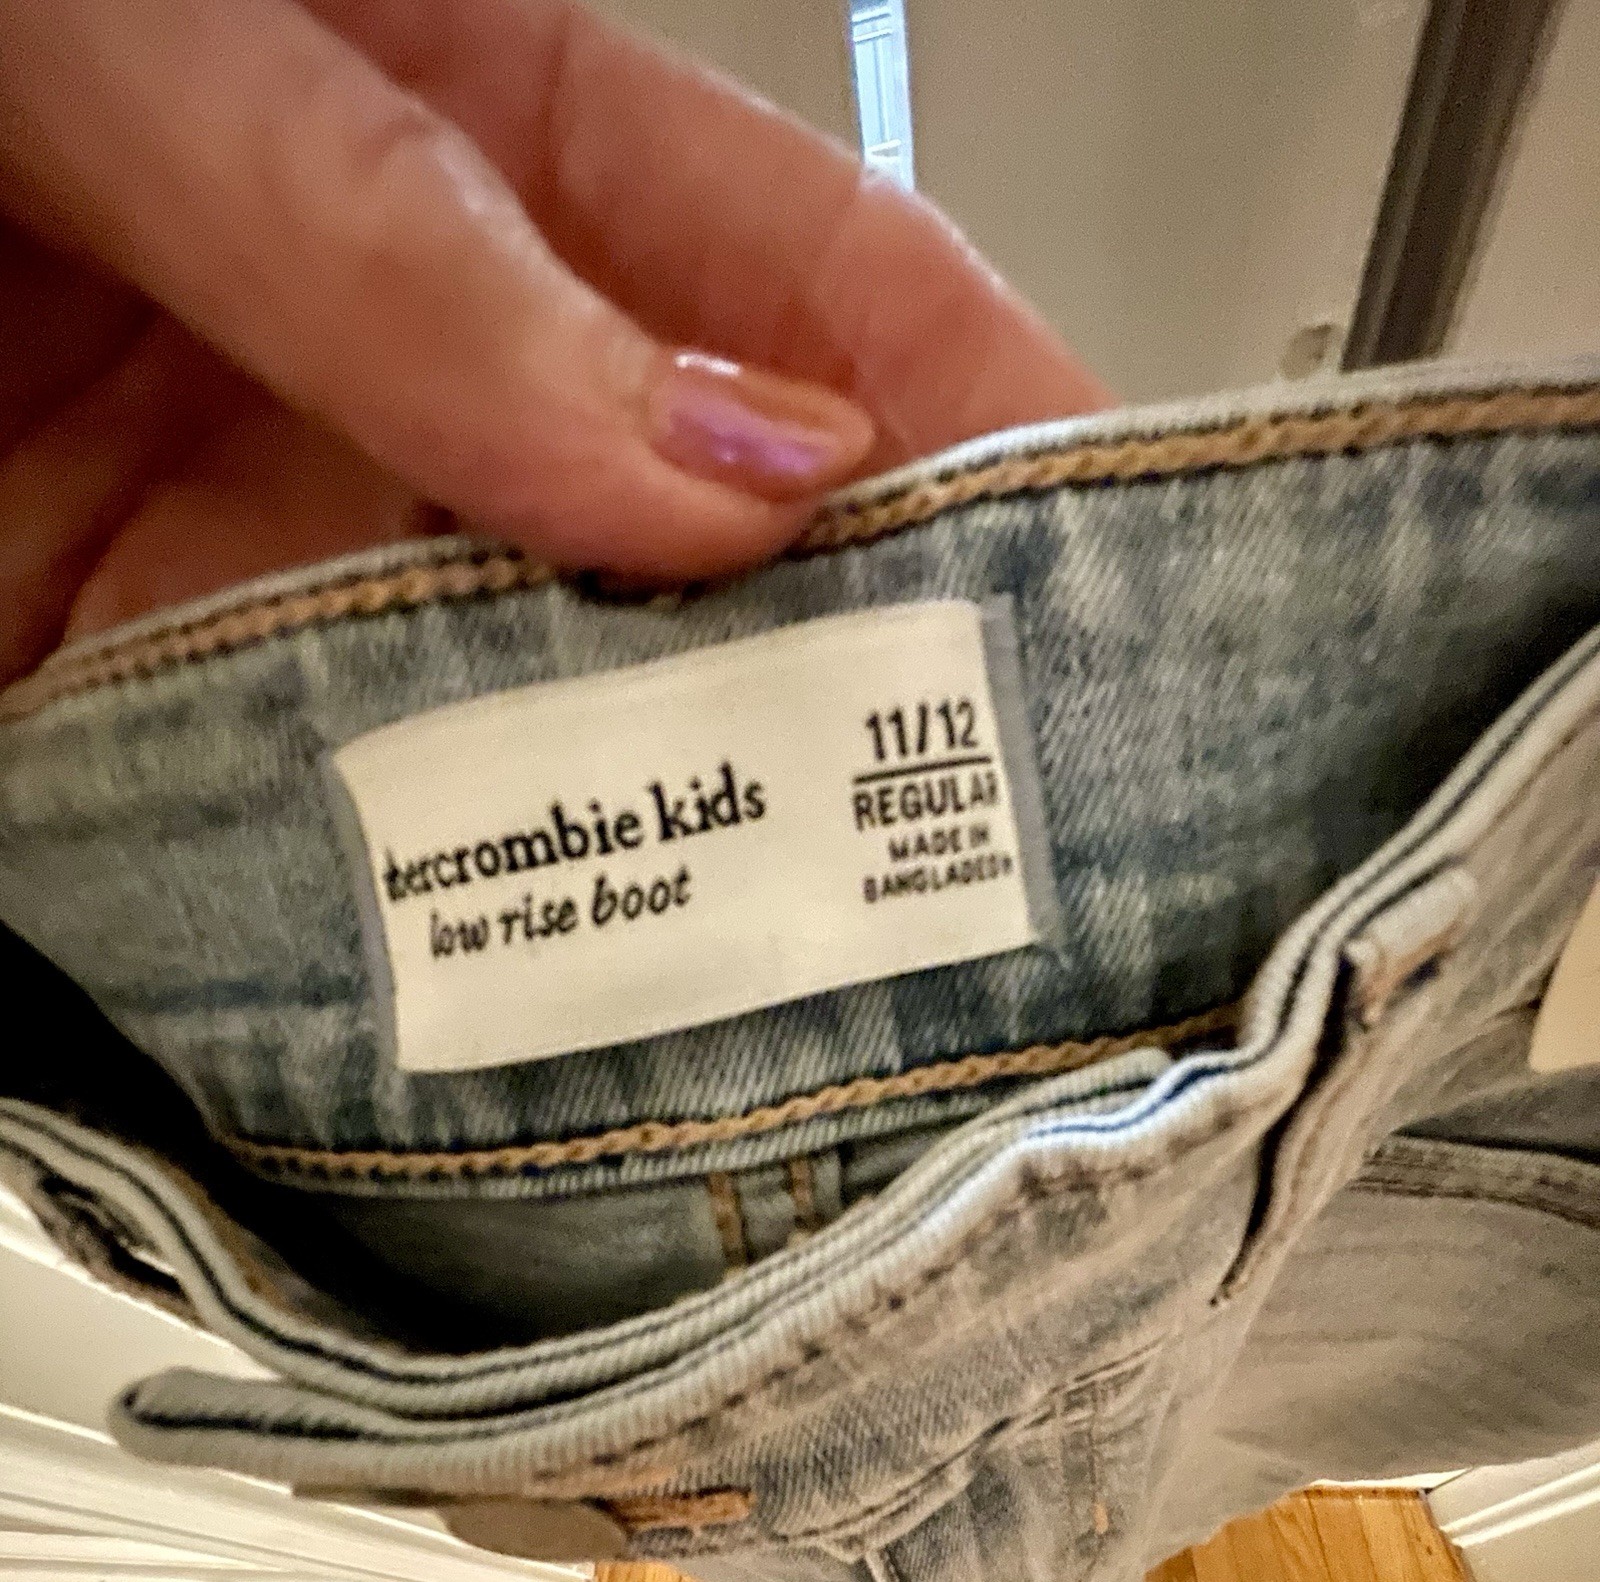 abercrombie kids
low rise boot
11/12
REGULAR
MADE IN
BANGLADESH